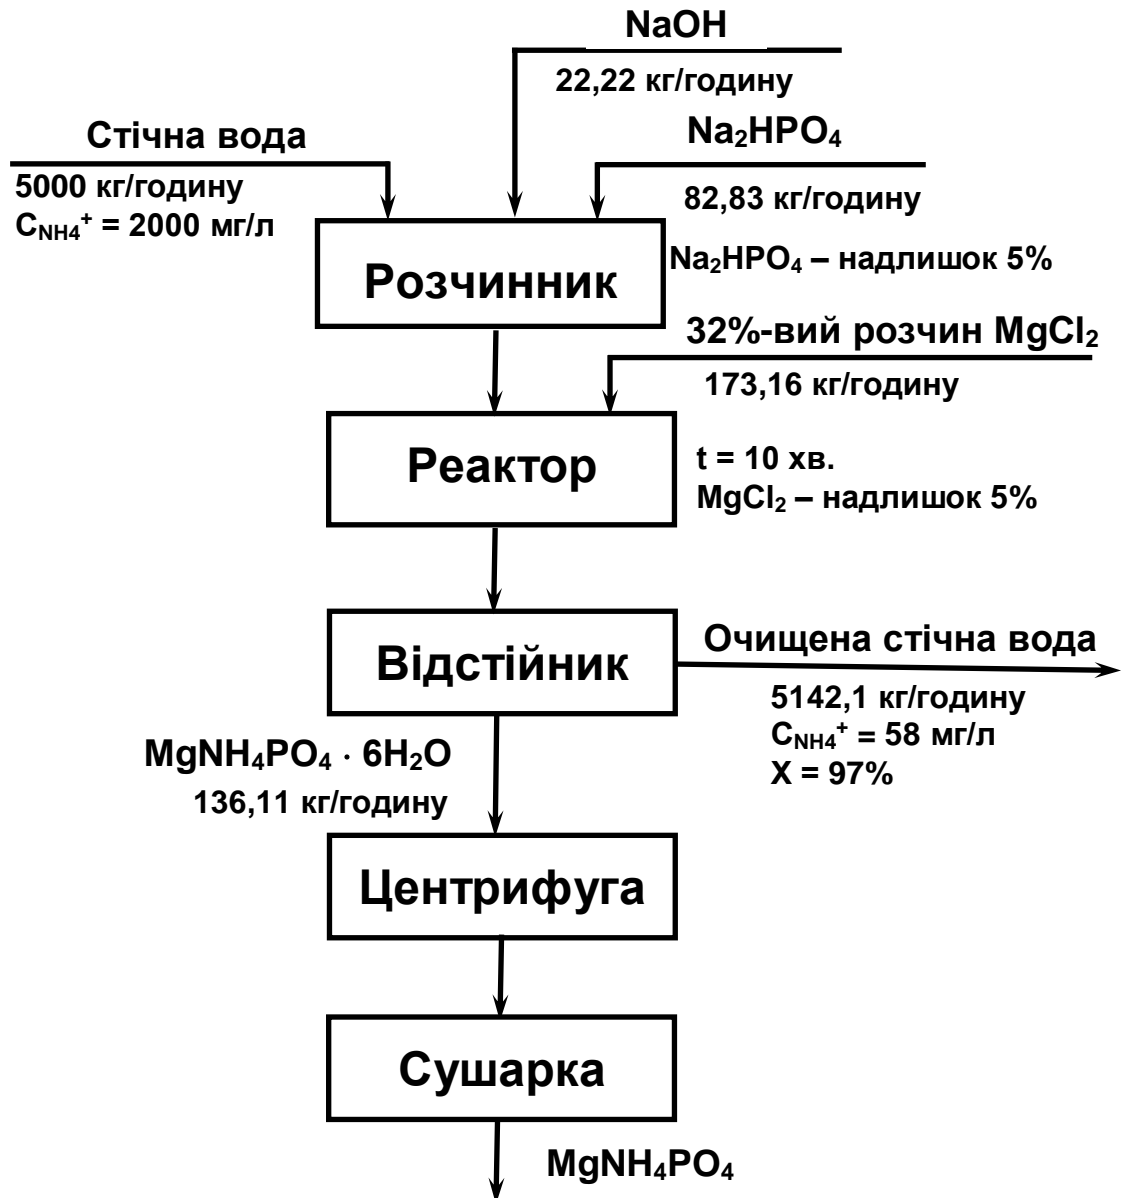 NaOH
22,22 кг/годину
Стічна вода
5000 кг/годину
C_NH4⁺ = 2000 мг/л
Na₂HPO₄
82,83 кг/годину
Розчинник
Na₂HPO₄ – надлишок 5%
32%-вий розчин MgCl₂
173,16 кг/годину
Реактор
t = 10 хв.
MgCl₂ – надлишок 5%
Відстійник
Очищена стічна вода
5142,1 кг/годину
C_NH4⁺ = 58 мг/л
X = 97%
MgNH₄PO₄ · 6H₂O
136,11 кг/годину
Центрифуга
Сушарка
MgNH₄PO₄